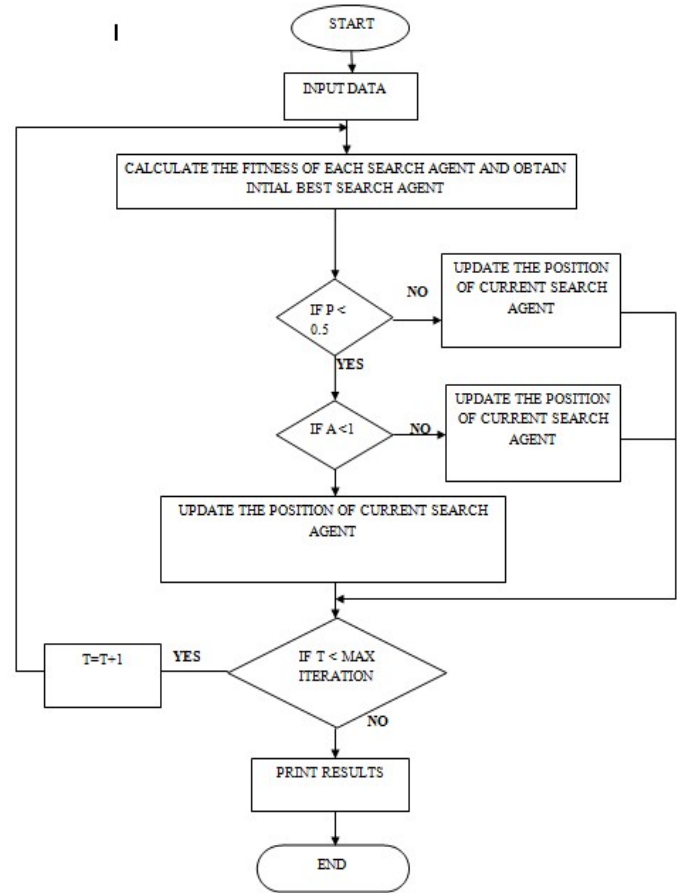 I
START
INPUT DATA
CALCULATE THE FITNESS OF EACH SEARCH AGENT AND OBTAIN
INTIAL BEST SEARCH AGENT
IF P <
0.5
NO
UPDATE THE POSITION
OF CURRENT SEARCH
AGENT
YES
IF A <1
NO
UPDATE THE POSITION
OF CURRENT SEARCH
AGENT
UPDATE THE POSITION OF CURRENT SEARCH
AGENT
IF T < MAX
ITERATION
YES
T=T+1
NO
PRINT RESULTS
END